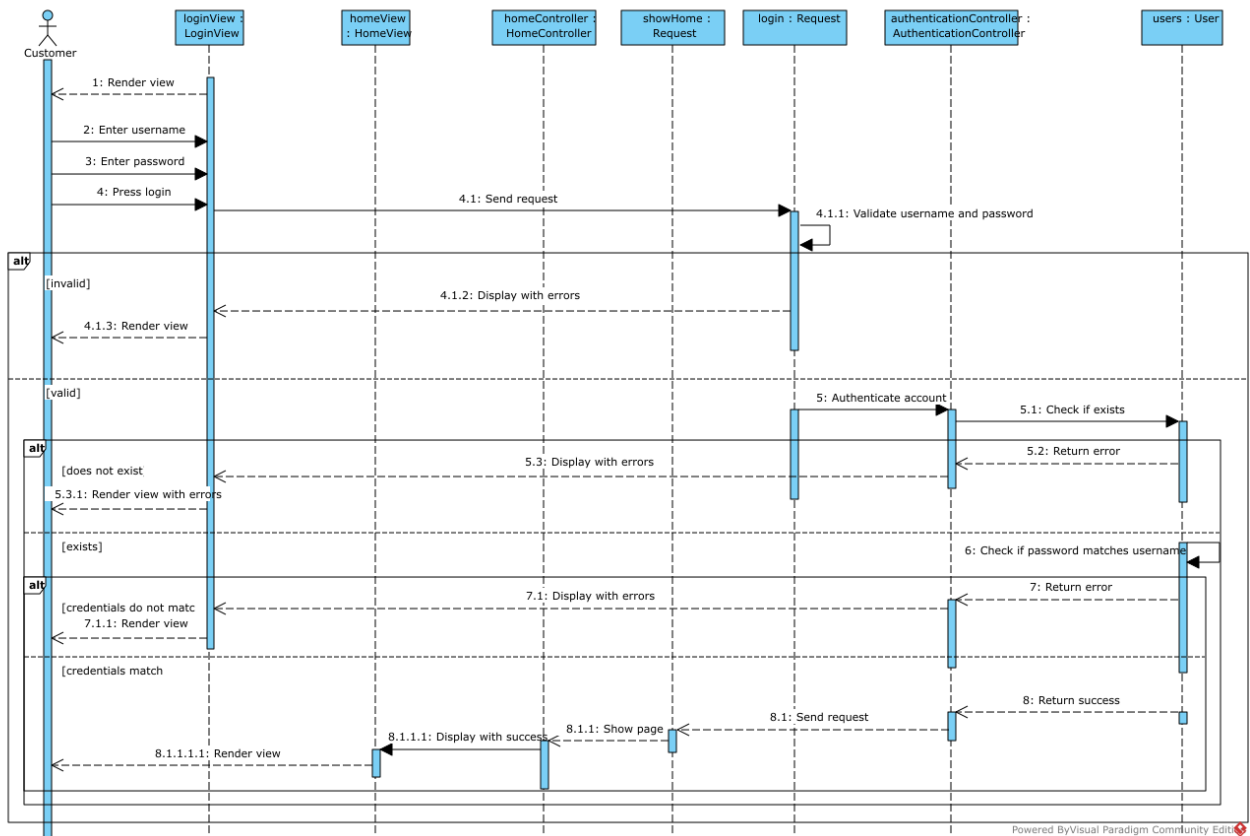 loginView :
LoginView
homeView
: HomeView
homeController :
HomeController
showHome :
Request
login : Request
authenticationController :
AuthenticationController
users : User
Customer
1: Render view
2: Enter username
3: Enter password
4: Press login
4.1: Send request
4.1.1: Validate username and password
alt
[invalid]
4.1.2: Display with errors
4.1.3: Render view
[valid]
5: Authenticate account
5.1: Check if exists
alt
5.2: Return error
5.3: Display with errors
[does not exist
5.3.1: Render view with errors
[exists]
6: Check if password matches username
alt
7: Return error
7.1: Display with errors
[credentials do not matc
7.1.1: Render view
[credentials match
8: Return success
8.1: Send request
8.1.1: Show page
8.1.1.1: Display with success
8.1.1.1.1: Render view
Powered ByVisual Paradigm Community Editi